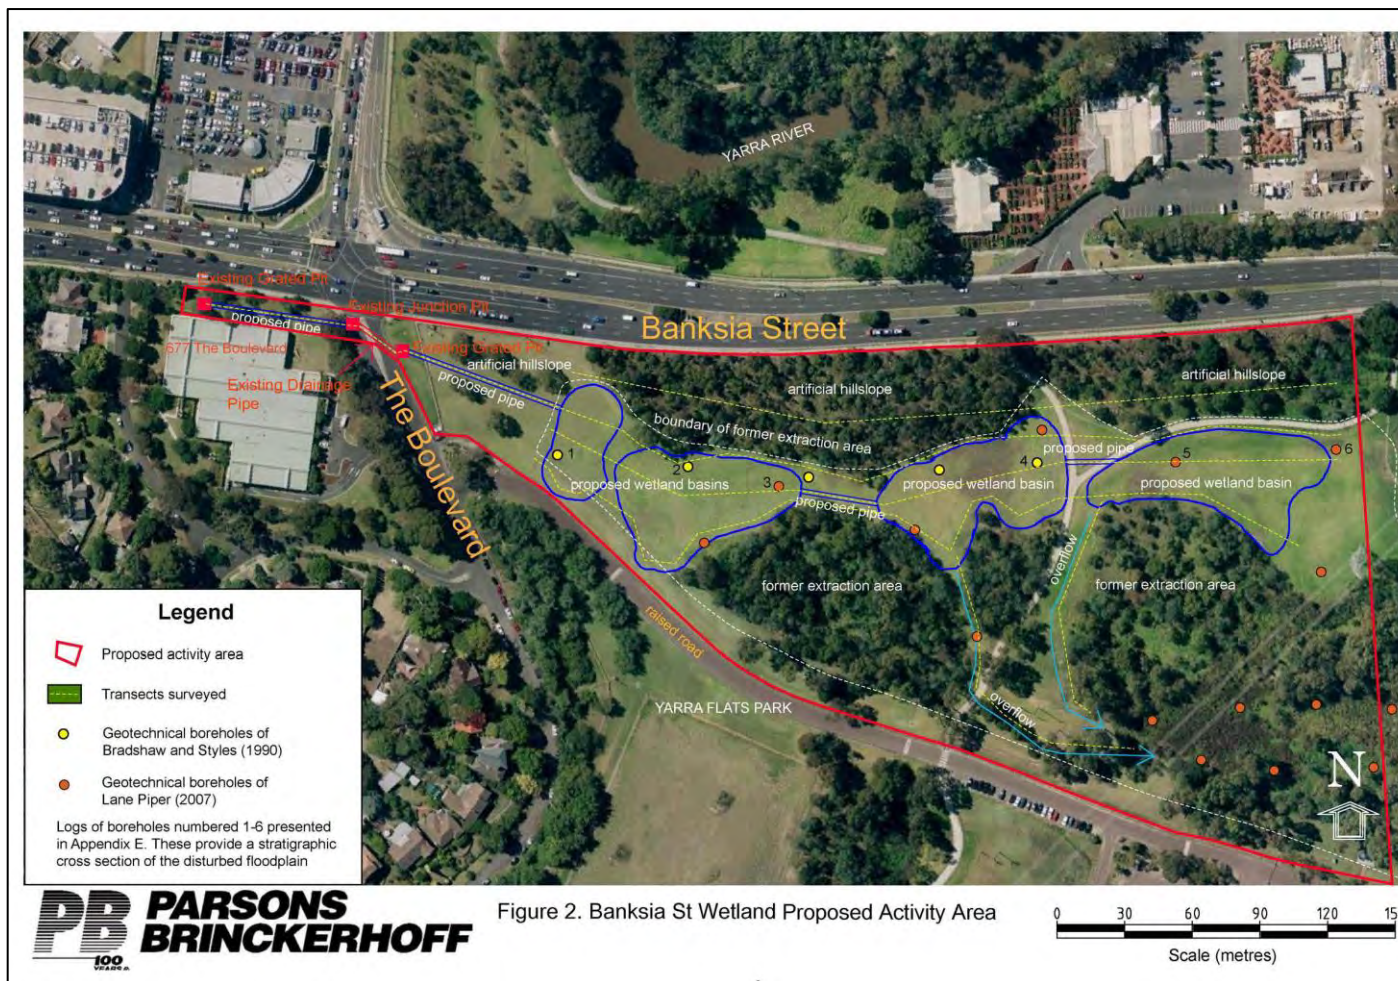 YARRA RIVER
Existing Grated Pit
Existing Junction Pit
proposed pipe
Banksia Street
677 The Boulevard
Existing Grated Pit
Existing Drainage
Pipe
The Boulevard
proposed pipe
artificial hillslope
artificial hillslope
artificial hillslope
boundary of former extraction area
1
2
3
4
5
6
proposed pipe
proposed wetland basins
proposed wetland basin
proposed wetland basin
proposed pipe
overflow
former extraction area
former extraction area
raised road
overflow
YARRA FLATS PARK
N
Legend
Proposed activity area
Transects surveyed
Geotechnical boreholes of
Bradshaw and Styles (1990)
Geotechnical boreholes of
Lane Piper (2007)
Logs of boreholes numbered 1-6 presented
in Appendix E. These provide a stratigraphic
cross section of the disturbed floodplain
PB
100
YEARS
PARSONS
BRINCKERHOFF
Figure 2. Banksia St Wetland Proposed Activity Area
0 30 60 90 120 15
Scale (metres)